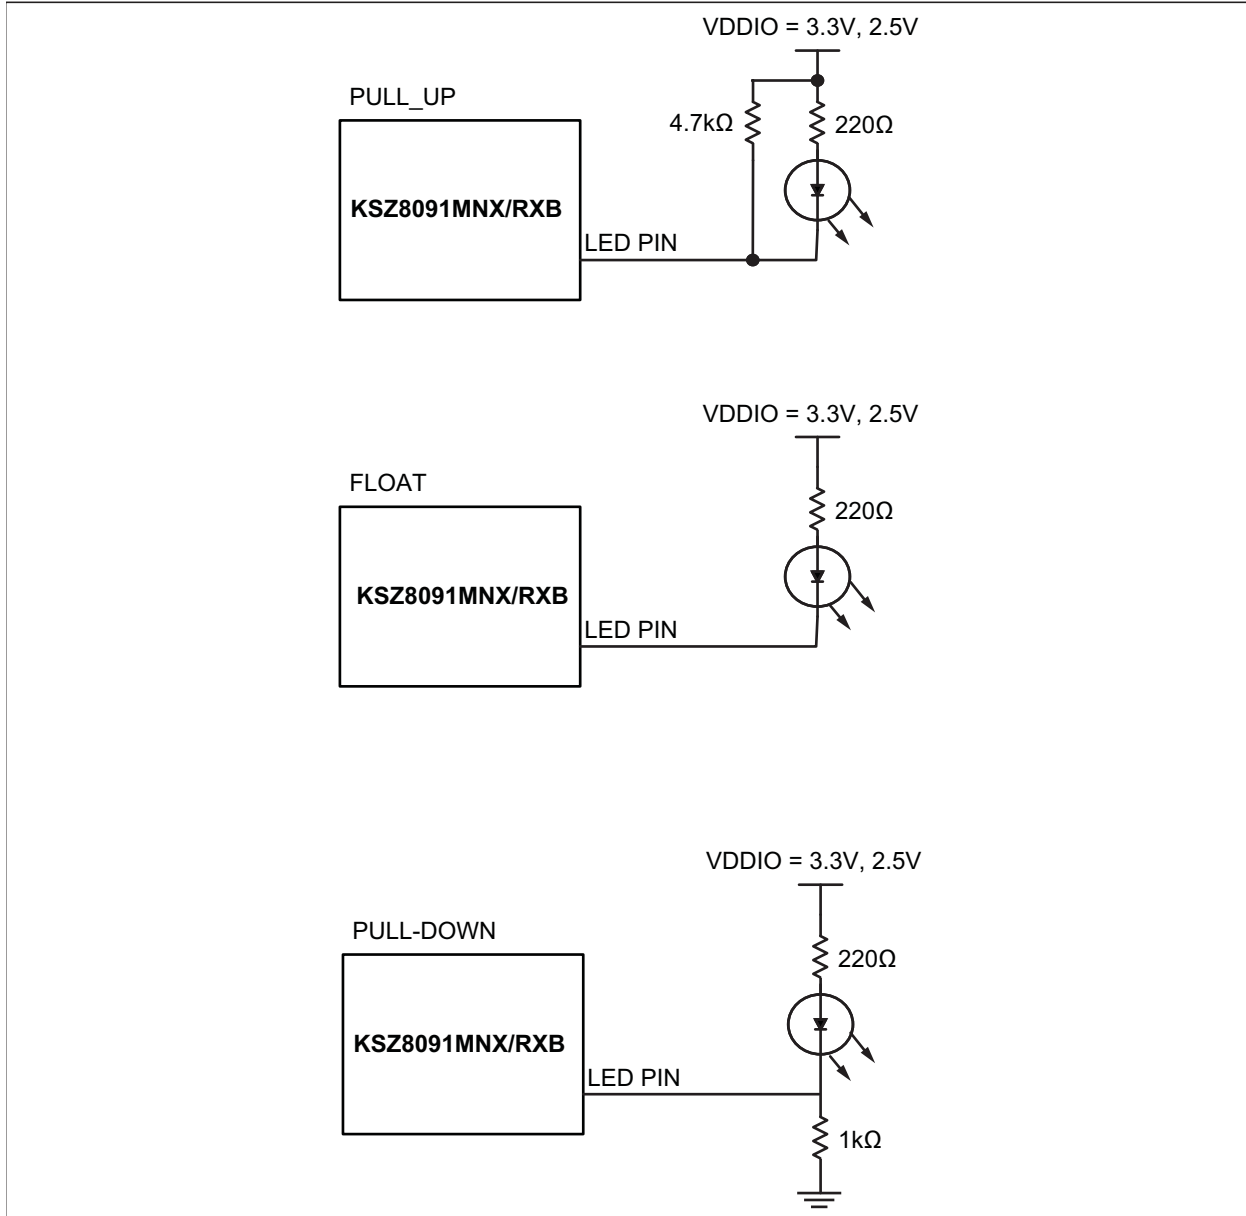 VDDIO = 3.3V, 2.5V
PULL_UP
4.7kΩ
220Ω
KSZ8091MNX/RXB
LED PIN
VDDIO = 3.3V, 2.5V
FLOAT
220Ω
KSZ8091MNX/RXB
LED PIN
VDDIO = 3.3V, 2.5V
PULL-DOWN
220Ω
KSZ8091MNX/RXB
LED PIN
1kΩ